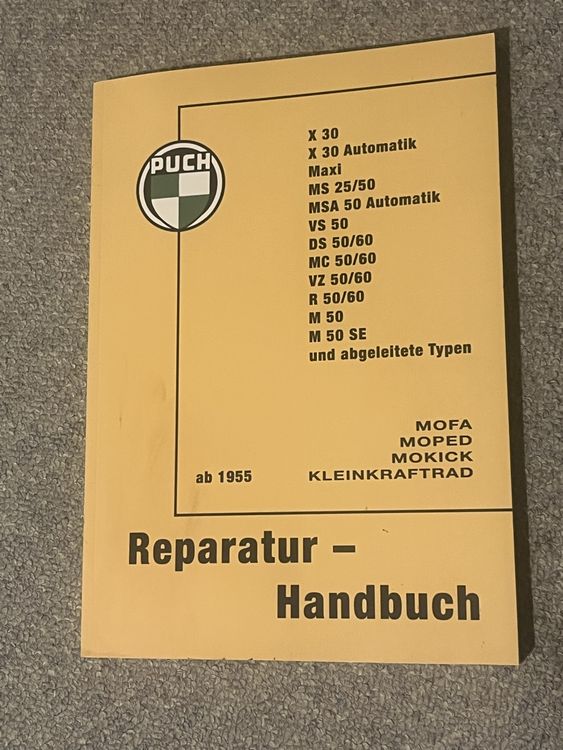 PUCH
X 30
X 30 Automatik
Maxi
MS 25/50
MSA 50 Automatik
VS 50
DS 50/60
MC 50/60
VZ 50/60
R 50/60
M 50
M 50 SE
und abgeleitete Typen
MOFA
MOPED
MOKICK
ab 1955 KLEINKRAFTRAD
Reparatur –
Handbuch